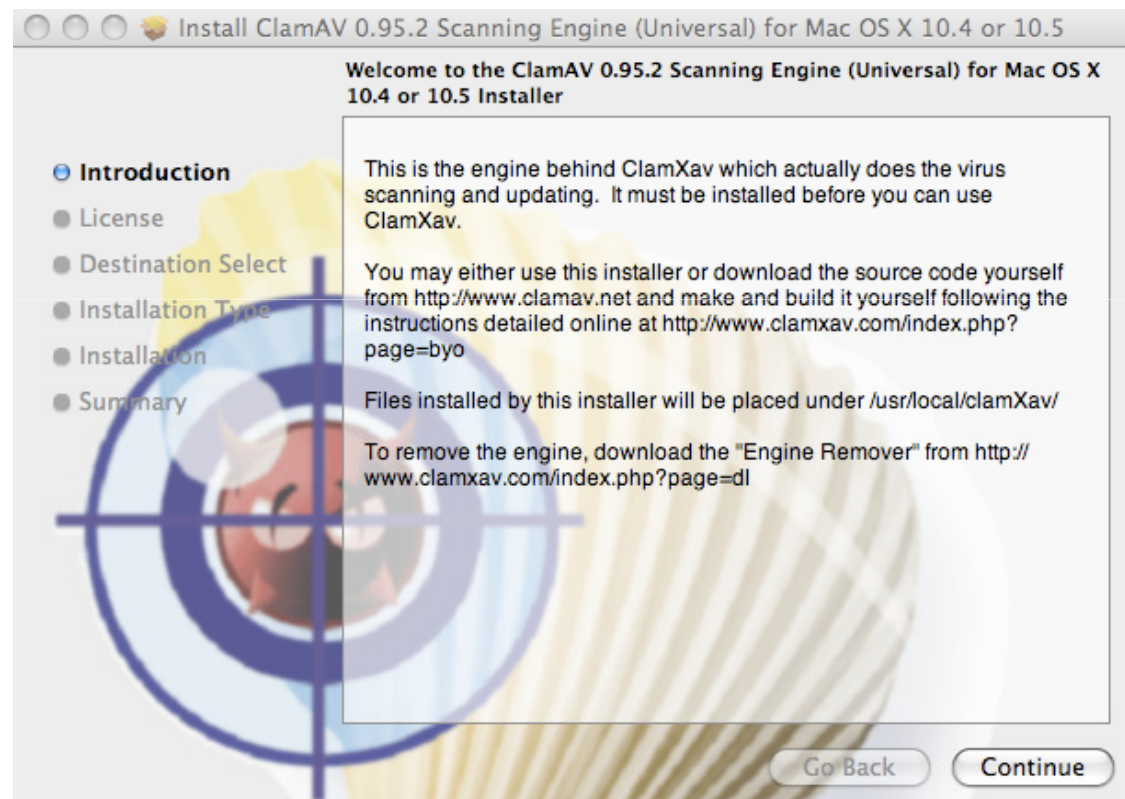 Install ClamAV 0.95.2 Scanning Engine (Universal) for Mac OS X 10.4 or 10.5
Welcome to the ClamAV 0.95.2 Scanning Engine (Universal) for Mac OS X
10.4 or 10.5 Installer
Introduction
License
Destination Select
Installation Type
Installation
Summary
This is the engine behind ClamXav which actually does the virus
scanning and updating.  It must be installed before you can use
ClamXav.
You may either use this installer or download the source code yourself
from http://www.clamav.net and make and build it yourself following the
instructions detailed online at http://www.clamxav.com/index.php?
page=byo
Files installed by this installer will be placed under /usr/local/clamXav/
To remove the engine, download the "Engine Remover" from http://
www.clamxav.com/index.php?page=dl
Go Back
Continue